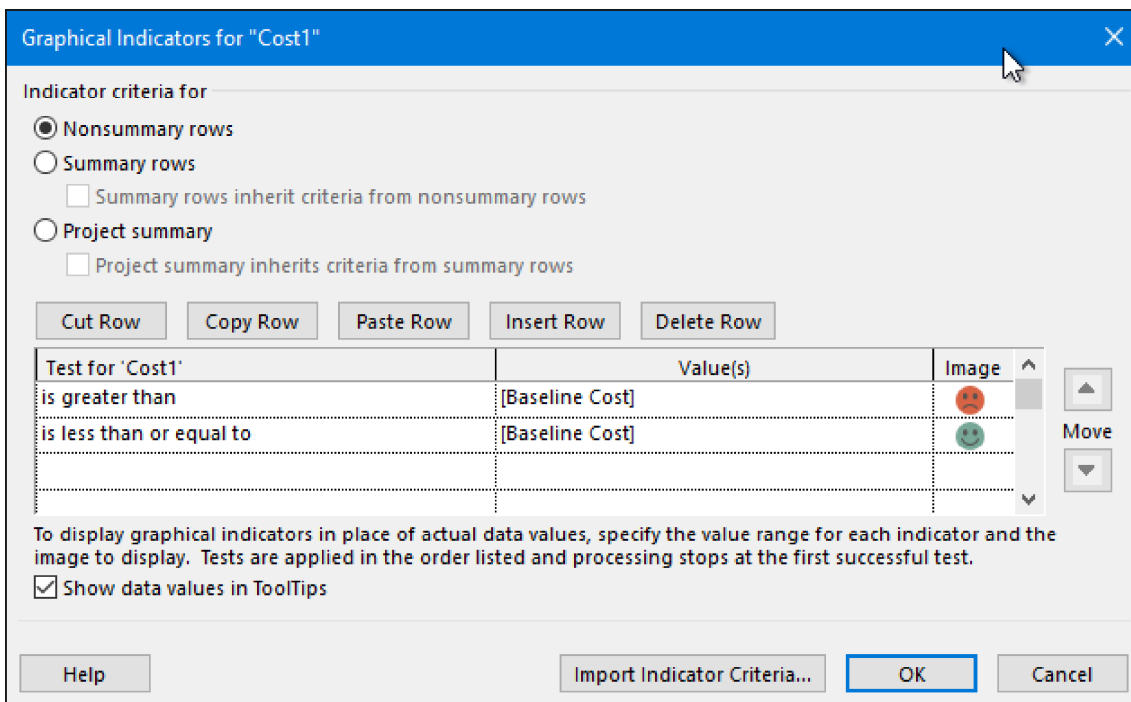 Graphical Indicators for "Cost1"
Indicator criteria for
Nonsummary rows
Summary rows
Summary rows inherit criteria from nonsummary rows
Project summary
Project summary inherits criteria from summary rows
Cut Row Copy Row Paste Row Insert Row Delete Row
Test for 'Cost1' Value(s) Image
is greater than [Baseline Cost]
is less than or equal to [Baseline Cost]
Move
To display graphical indicators in place of actual data values, specify the value range for each indicator and the
image to display. Tests are applied in the order listed and processing stops at the first successful test.
Show data values in ToolTips
Help Import Indicator Criteria... OK Cancel